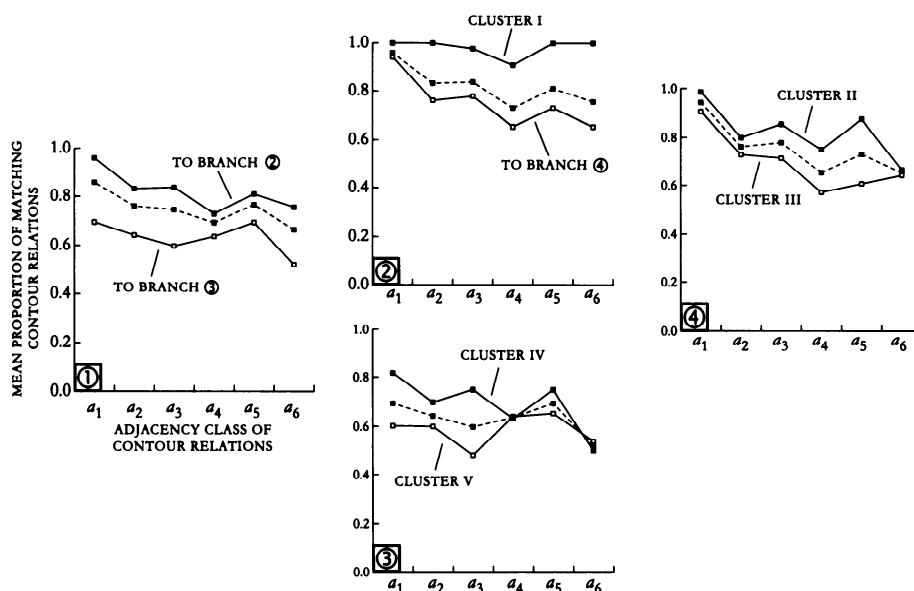 CLUSTER I
1.0
0.8
0.6
0.4
0.2
0.0
TO BRANCH ④
②
a1 a2 a3 a4 a5 a6
MEAN PROPORTION OF MATCHING
CONTOUR RELATIONS
1.0
0.8
0.6
0.4
0.2
0.0
TO BRANCH ②
TO BRANCH ③
①
a1 a2 a3 a4 a5 a6
ADJACENCY CLASS OF
CONTOUR RELATIONS
1.0
0.8
0.6
0.4
0.2
0.0
CLUSTER II
CLUSTER III
④
a1 a2 a3 a4 a5 a6
1.0
0.8
0.6
0.4
0.2
0.0
CLUSTER IV
CLUSTER V
③
a1 a2 a3 a4 a5 a6